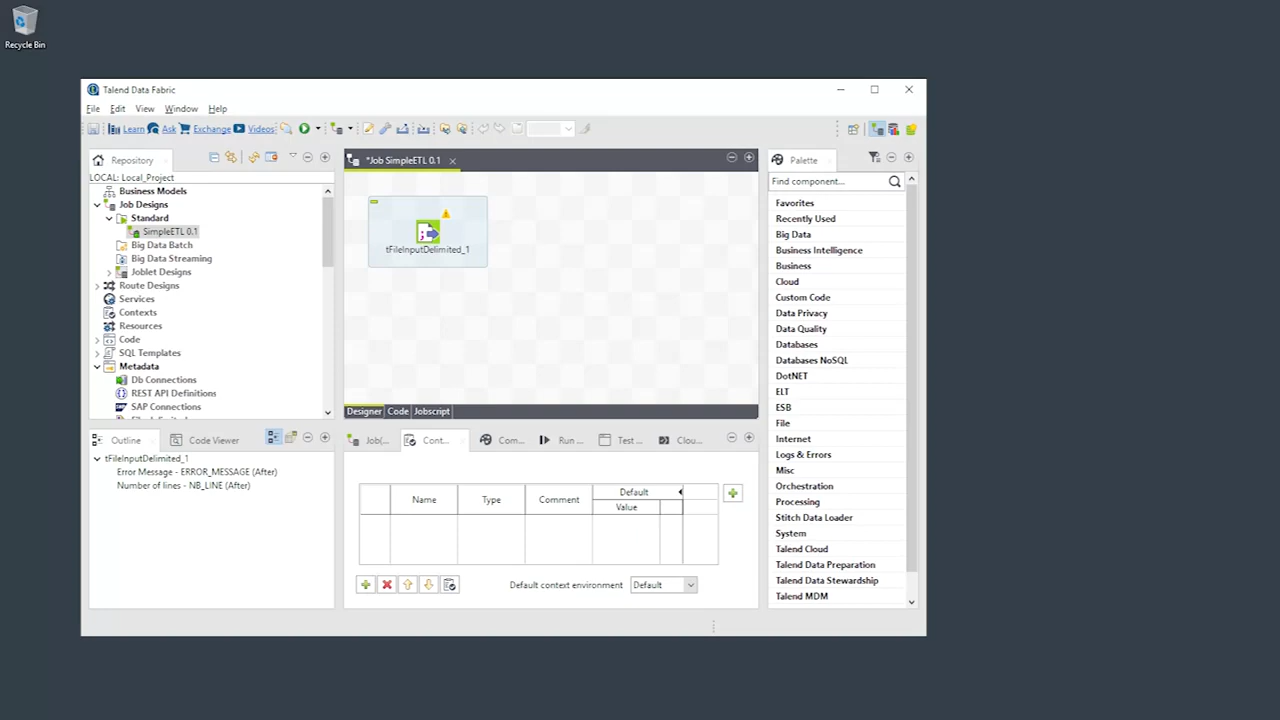 Recycle Bin
Talend Data Fabric
File Edit View Window Help
Learn Ask Exchange Videos
Repository
LOCAL: Local_Project
Business Models
Job Designs
Standard
SimpleETL 0.1
Big Data Batch
Big Data Streaming
Joblet Designs
Route Designs
Services
Contexts
Resources
Code
SQL Templates
Metadata
Db Connections
REST API Definitions
SAP Connections
*Job SimpleETL 0.1
tFileInputDelimited_1
Designer Code Jobscript
Palette
Find component...
Favorites
Recently Used
Big Data
Business Intelligence
Business
Cloud
Custom Code
Data Privacy
Data Quality
Databases
Databases NoSQL
DotNET
ELT
ESB
File
Internet
Logs & Errors
Misc
Orchestration
Processing
Stitch Data Loader
System
Talend Cloud
Talend Data Preparation
Talend Data Stewardship
Talend MDM
Outline Code Viewer
tFileInputDelimited_1
Error Message - ERROR_MESSAGE (After)
Number of lines - NB_LINE (After)
Job(... Cont... Com... Run ... Test ... Clou...
Name Type Comment Default
Value
Default context environment Default